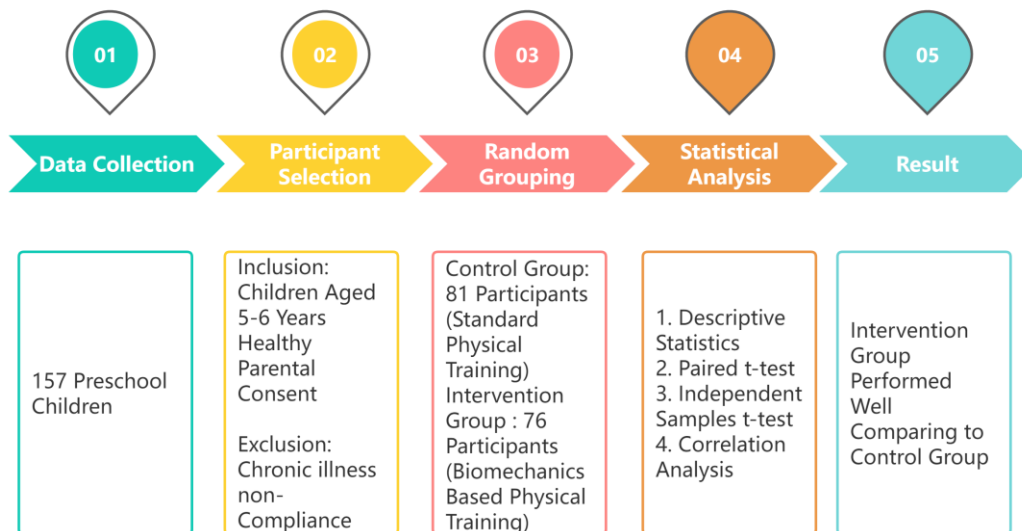 01
02
03
04
05
Data Collection
Participant
Selection
Random
Grouping
Statistical
Analysis
Result
157 Preschool
Children
Inclusion:
Children Aged
5-6 Years
Healthy
Parental
Consent
Exclusion:
Chronic illness
non-
Compliance
Control Group:
81 Participants
(Standard
Physical
Training)
Intervention
Group : 76
Participants
(Biomechanics
Based Physical
Training)
1. Descriptive
Statistics
2. Paired t-test
3. Independent
Samples t-test
4. Correlation
Analysis
Intervention
Group
Performed
Well
Comparing to
Control Group